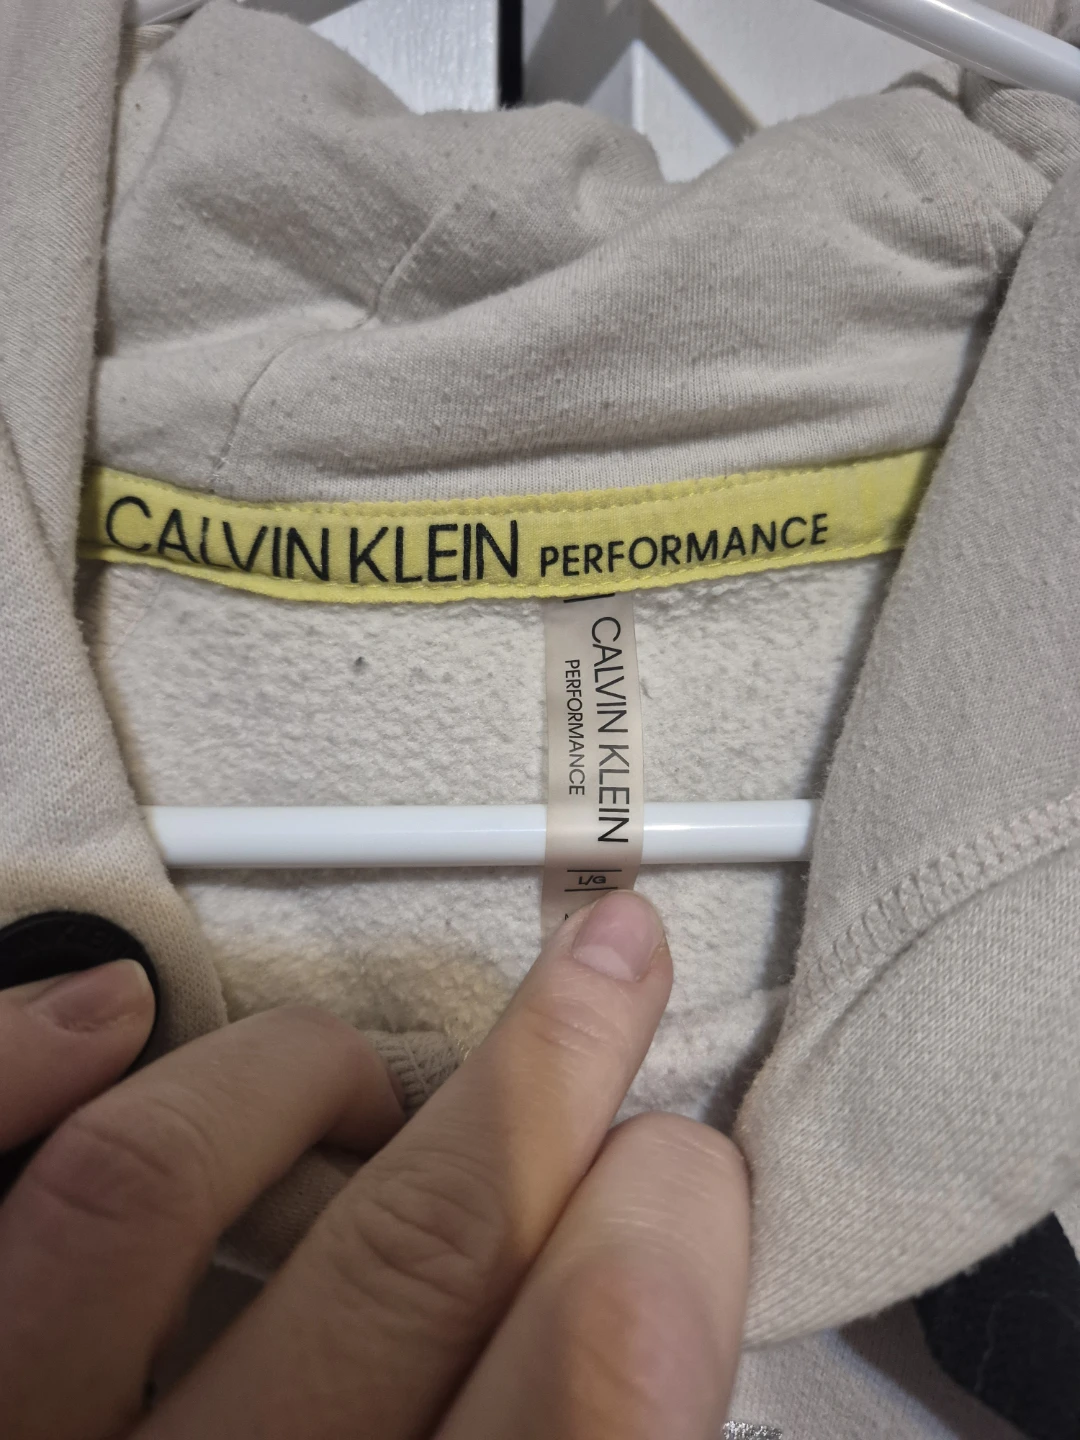 CALVIN KLEIN PERFORMANCE
CALVIN KLEIN
PERFORMANCE
L/G